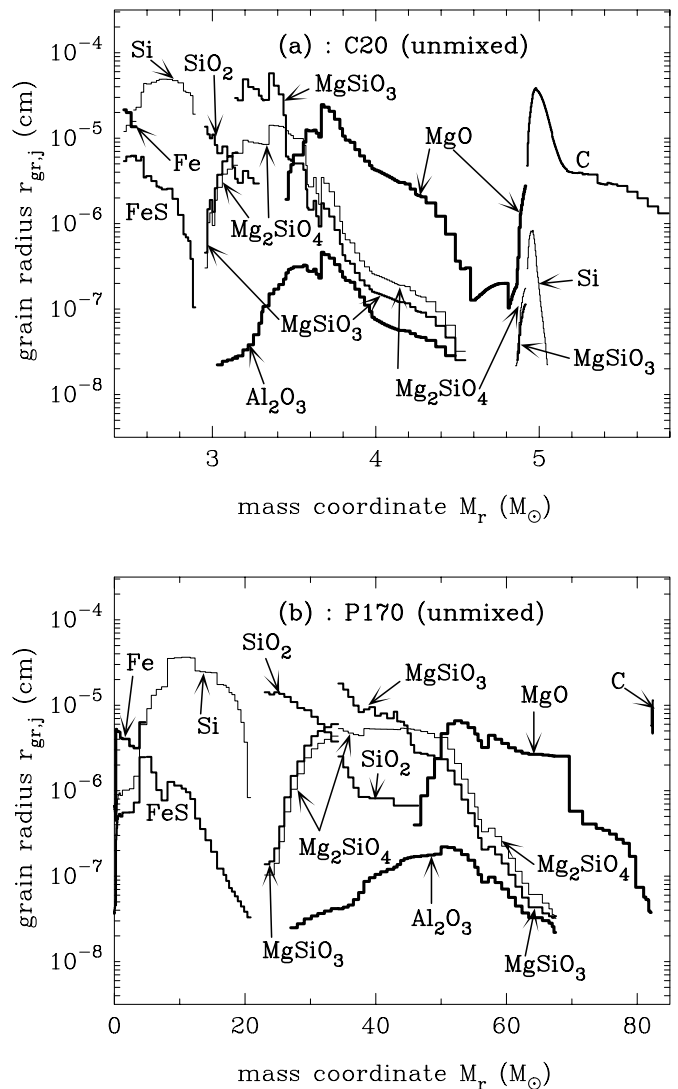 (a) : C20 (unmixed)
Si
SiO₂
MgSiO₃
Fe
FeS
MgO
C
Mg₂SiO₄
MgSiO₃
Al₂O₃
Mg₂SiO₄
Si
MgSiO₃
10⁻⁴
10⁻⁵
10⁻⁶
10⁻⁷
10⁻⁸
grain radius r_gr,j (cm)
3 4 5
mass coordinate M_r (M_⊙)
(b) : P170 (unmixed)
Fe
SiO₂
MgSiO₃
MgO
C
Si
FeS
SiO₂
Mg₂SiO₄
Mg₂SiO₄
MgSiO₃
Al₂O₃
MgSiO₃
10⁻⁴
10⁻⁵
10⁻⁶
10⁻⁷
10⁻⁸
grain radius r_gr,j (cm)
0 20 40 60 80
mass coordinate M_r (M_⊙)